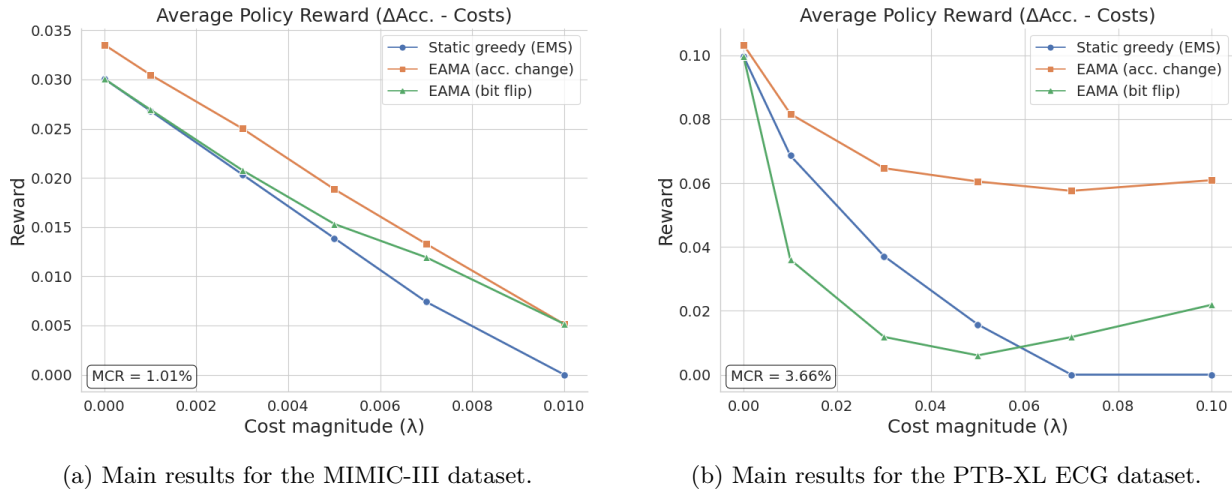 Average Policy Reward (ΔAcc. - Costs)
Reward
0.035
0.030
0.025
0.020
0.015
0.010
0.005
0.000
Static greedy (EMS)
EAMA (acc. change)
EAMA (bit flip)
MCR = 1.01%
0.000 0.002 0.004 0.006 0.008 0.010
Cost magnitude (λ)
(a) Main results for the MIMIC-III dataset.
Average Policy Reward (ΔAcc. - Costs)
Reward
0.10
0.08
0.06
0.04
0.02
0.00
Static greedy (EMS)
EAMA (acc. change)
EAMA (bit flip)
MCR = 3.66%
0.00 0.02 0.04 0.06 0.08 0.10
Cost magnitude (λ)
(b) Main results for the PTB-XL ECG dataset.